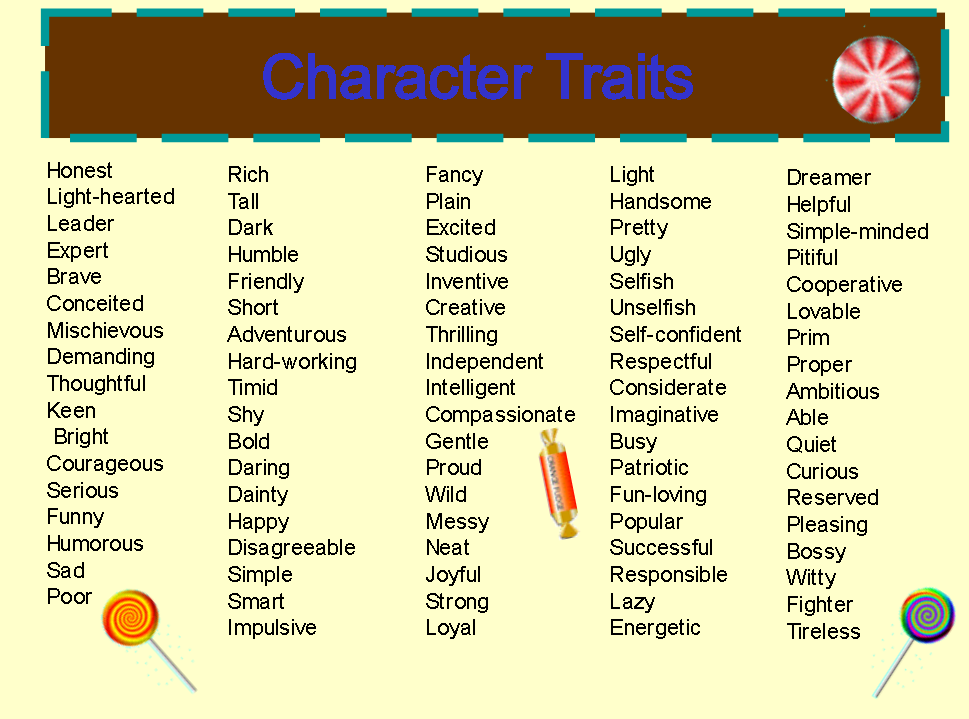 Character Traits
Honest
Light-hearted
Leader
Expert
Brave
Conceited
Mischievous
Demanding
Thoughtful
Keen
Bright
Courageous
Serious
Funny
Humorous
Sad
Poor
Rich
Tall
Dark
Humble
Friendly
Short
Adventurous
Hard-working
Timid
Shy
Bold
Daring
Dainty
Happy
Disagreeable
Simple
Smart
Impulsive
Fancy
Plain
Excited
Studious
Inventive
Creative
Thrilling
Independent
Intelligent
Compassionate
Gentle
Proud
Wild
Messy
Neat
Joyful
Strong
Loyal
Light
Handsome
Pretty
Ugly
Selfish
Unselfish
Self-confident
Respectful
Considerate
Imaginative
Busy
Patriotic
Fun-loving
Popular
Successful
Responsible
Lazy
Energetic
Dreamer
Helpful
Simple-minded
Pitiful
Cooperative
Lovable
Prim
Proper
Ambitious
Able
Quiet
Curious
Reserved
Pleasing
Bossy
Witty
Fighter
Tireless